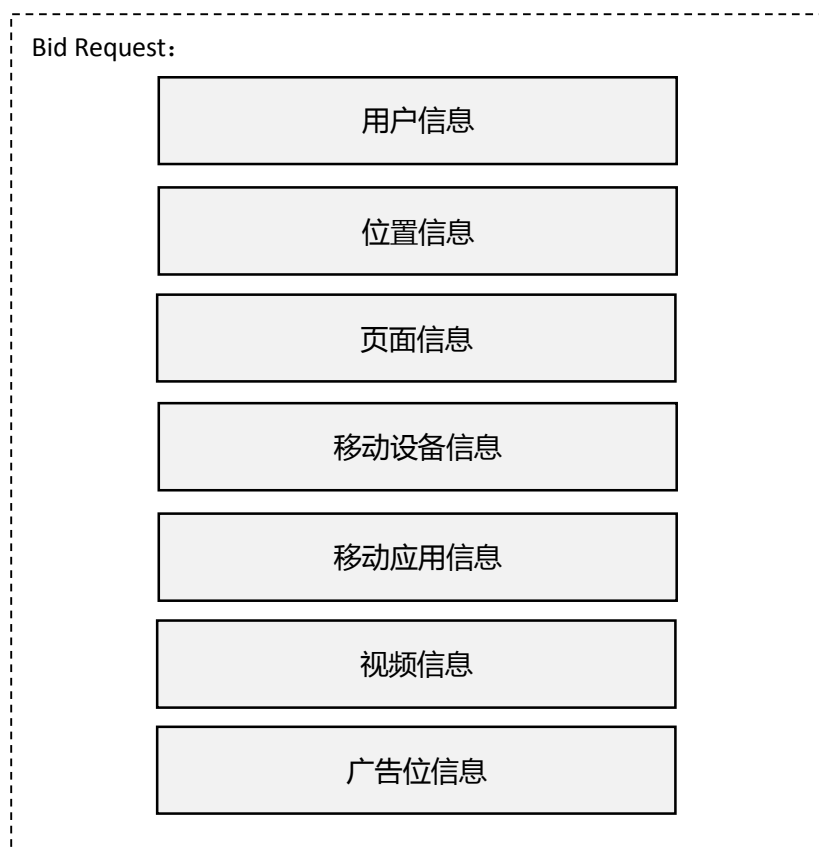 Bid Request：
用户信息
位置信息
页面信息
移动设备信息
移动应用信息
视频信息
广告位信息